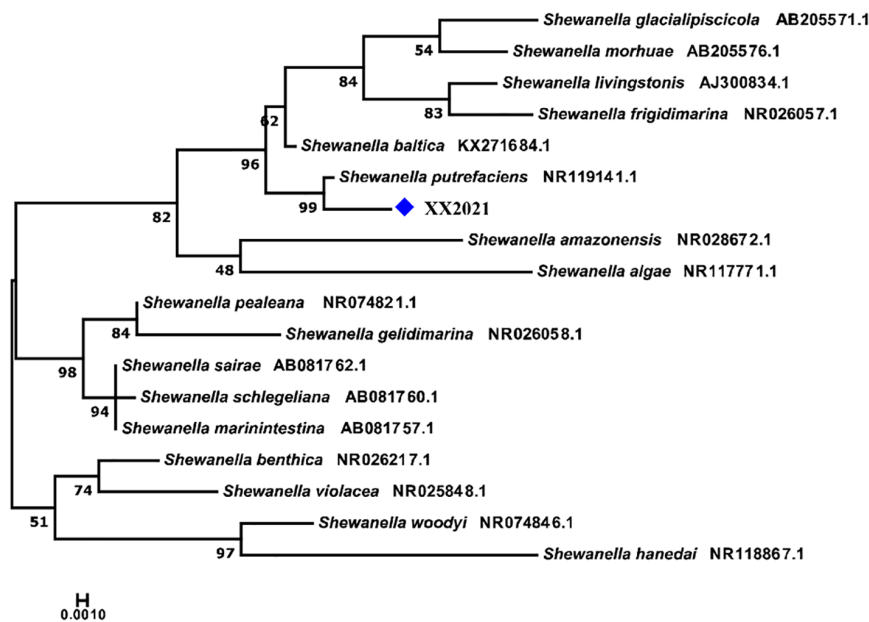 Shewanella glacialipiscicola AB205571.1
54
Shewanella morhuae AB205576.1
84
Shewanella livingstonis AJ300834.1
83
Shewanella frigidimarina NR026057.1
62
Shewanella baltica KX271684.1
96
Shewanella putrefaciens NR119141.1
99
XX2021
82
Shewanella amazonensis NR028672.1
48
Shewanella algae NR117771.1
Shewanella pealeana NR074821.1
84
Shewanella gelidimarina NR026058.1
98
Shewanella sairae AB081762.1
Shewanella schlegeliana AB081760.1
94
Shewanella marinintestina AB081757.1
Shewanella benthica NR026217.1
74
Shewanella violacea NR025848.1
51
Shewanella woodyi NR074846.1
97
Shewanella hanedai NR118867.1
0.0010